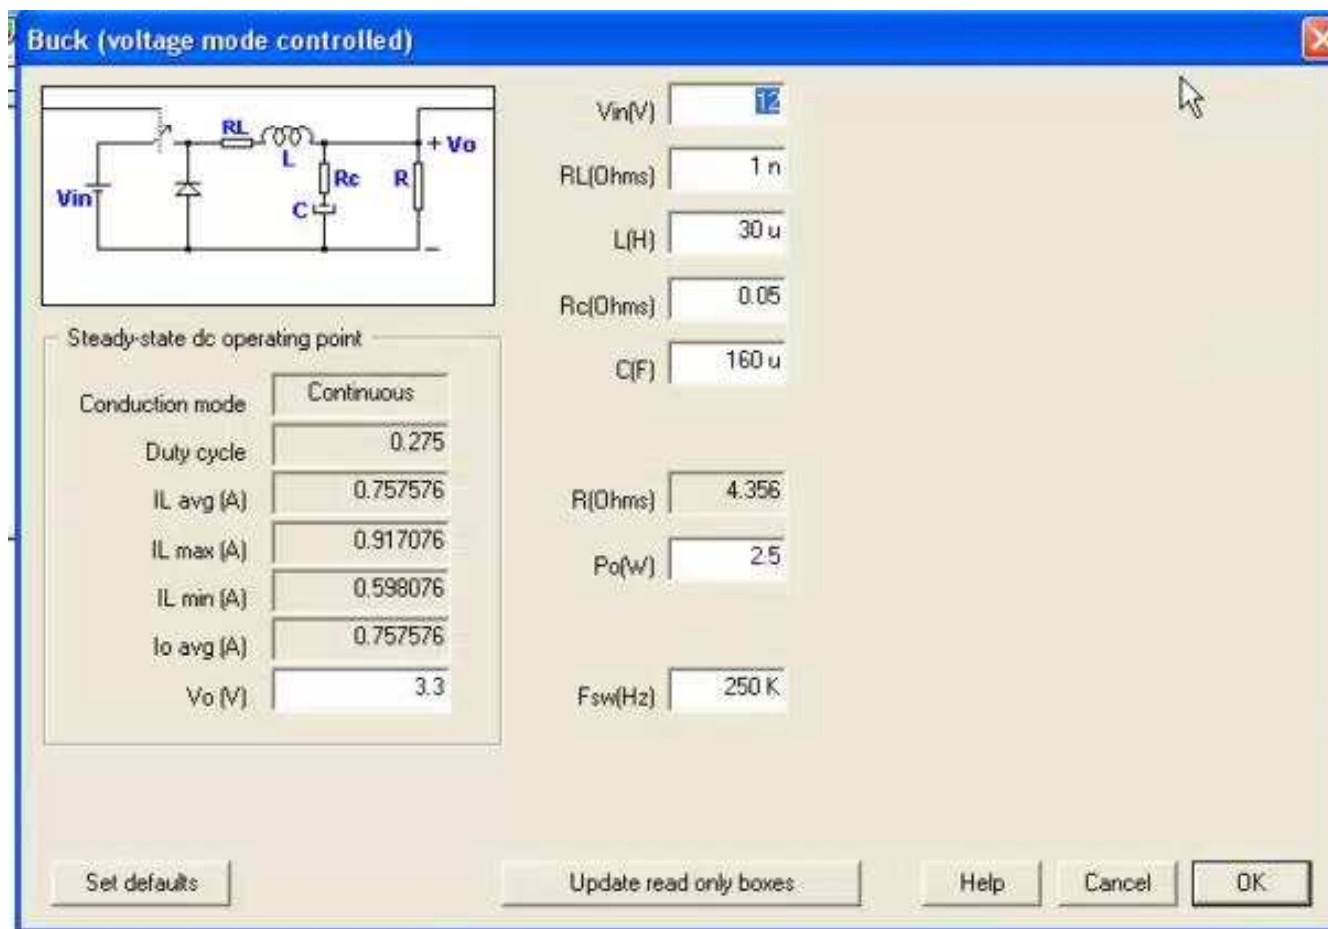 Buck (voltage mode controlled)
RL
L
+ Vo
Vin
Rc
R
C
-
Steady-state dc operating point
Conduction mode Continuous
Duty cycle 0.275
IL avg (A) 0.757576
IL max (A) 0.917076
IL min (A) 0.598076
Io avg (A) 0.757576
Vo (V) 3.3
Vin(V) 12
RL(Ohms) 1 n
L(H) 30 u
Rc(Ohms) 0.05
C(F) 160 u
R(Ohms) 4.356
Po(W) 2.5
Fsw(Hz) 250 K
Set defaults
Update read only boxes
Help
Cancel
OK